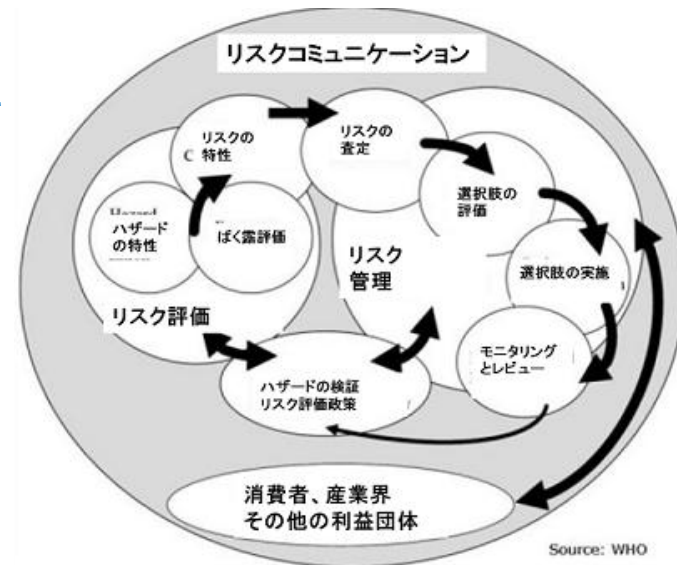 リスクコミュニケーション
リスクの
C 特性
リスクの
査定
選択肢の
評価
ハザード
の特性
ばく露評価
リスク
管理
選択肢の実施
リスク評価
モニタリング
とレビュー
ハザードの検証
リスク評価政策
消費者、産業界
その他の利益団体
Source: WHO